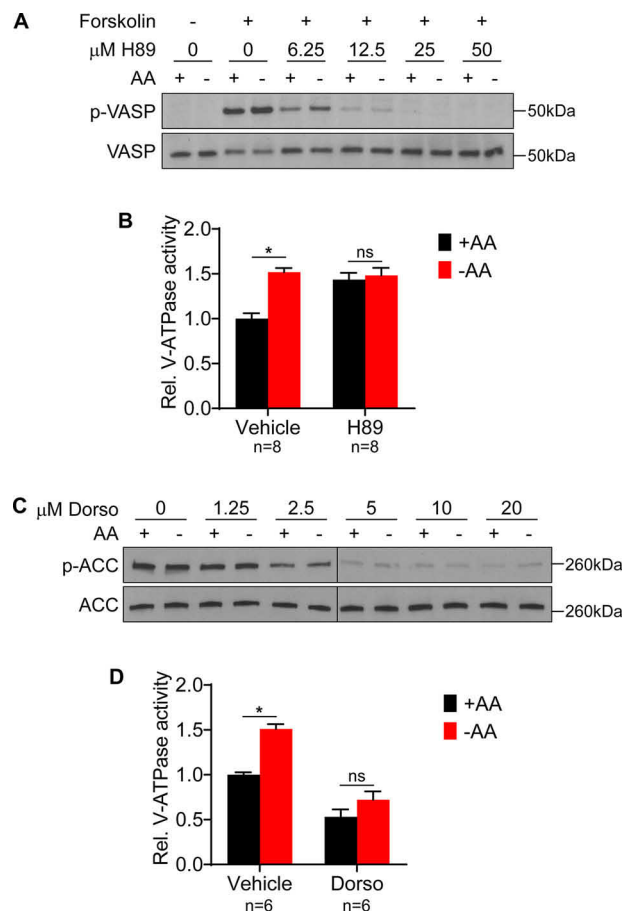 A
Forskolin - + + + + +
μM H89 0 0 6.25 12.5 25 50
AA + - + - + - + - + - + -
p-VASP 50kDa
VASP 50kDa
B
Rel. V-ATPase activity
2.0
1.5
1.0
0.5
0.0
* ns
+AA
-AA
Vehicle H89
n=8 n=8
C μM Dorso 0 1.25 2.5 5 10 20
AA + - + - + - + - + - + -
p-ACC 260kDa
ACC 260kDa
D
Rel. V-ATPase activity
2.0
1.5
1.0
0.5
0.0
* ns
+AA
-AA
Vehicle Dorso
n=6 n=6